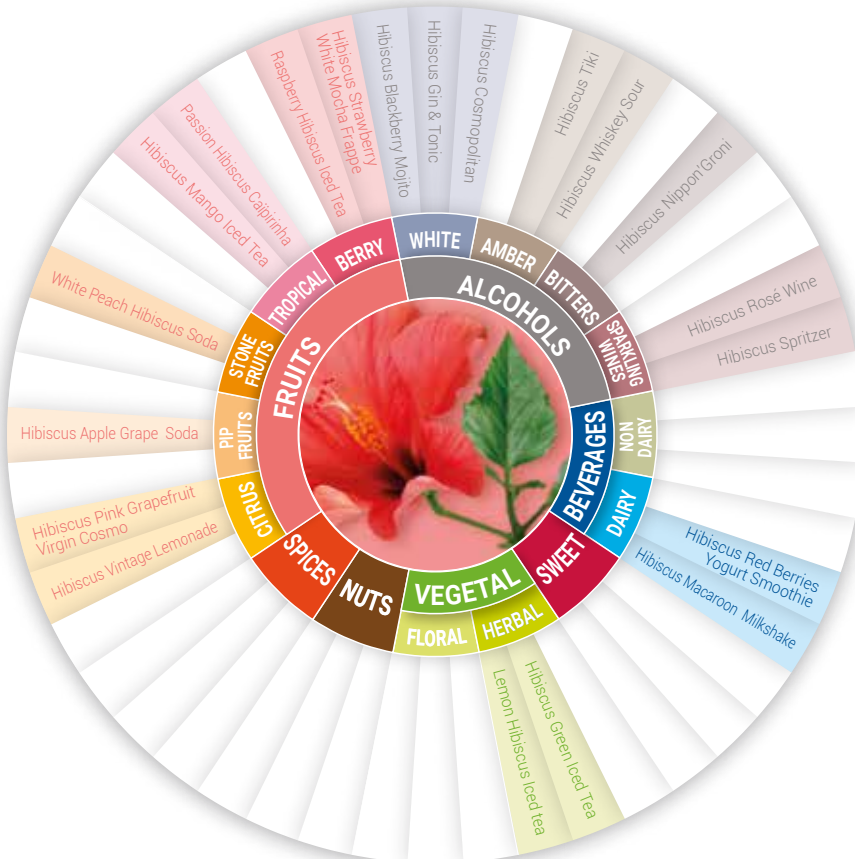 Hibiscus Blackberry Mojito
Hibiscus Gin & Tonic
Hibiscus Cosmopolitan
Hibiscus Tiki
Hibiscus Whiskey Sour
Hibiscus Nippon'Groni
Hibiscus Rosé Wine
Hibiscus Spritzer
Hibiscus Red Berries
Yogurt Smoothie
Hibiscus Macaroon Milkshake
Hibiscus Green Iced Tea
Lemon Hibiscus Iced tea
Hibiscus Vintage Lemonade
Hibiscus Pink Grapefruit
Virgin Cosmo
Hibiscus Apple Grape Soda
White Peach Hibiscus Soda
Hibiscus Mango Iced Tea
Passion Hibiscus Caïpirinha
Raspberry Hibiscus Iced Tea
Hibiscus Strawberry
White Mocha Frappe
WHITE
AMBER
BITTERS
SPARKLING
WINES
NON
DAIRY
DAIRY
HERBAL
FLORAL
CITRUS
PIP
FRUITS
STONE
FRUITS
TROPICAL
BERRY
ALCOHOLS
BEVERAGES
SWEET
VEGETAL
NUTS
SPICES
FRUITS